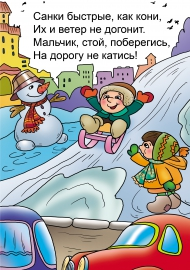 Санки быстрые, как кони,
Их и ветер не догонит.
Мальчик, стой, поберегись,
На дорогу не катись!